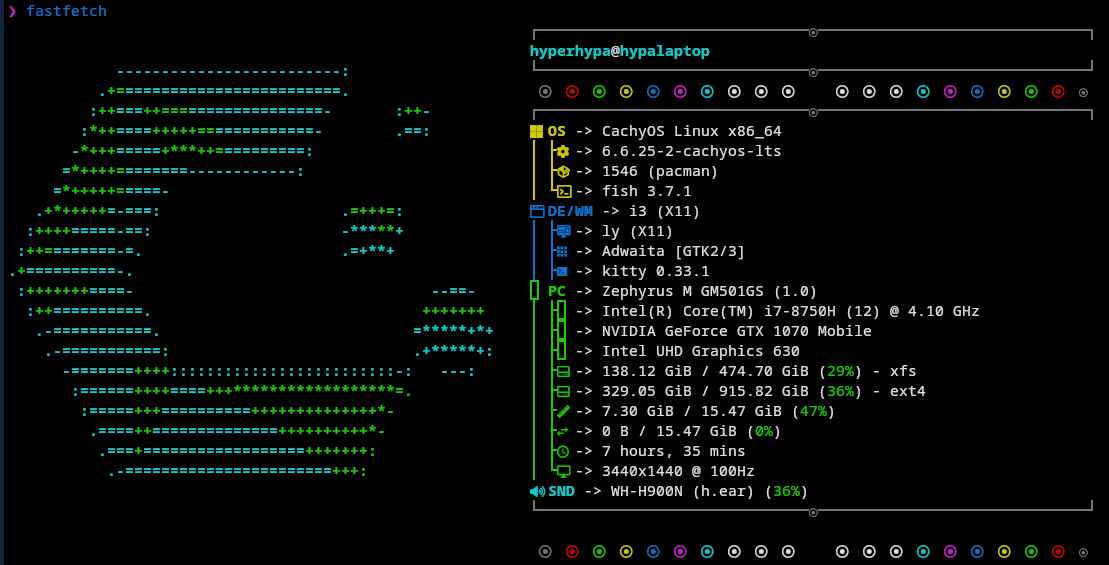 ❯ fastfetch
hyperhypa@hypalaptop
OS -> CachyOS Linux x86_64
-> 6.6.25-2-cachyos-lts
-> 1546 (pacman)
-> fish 3.7.1
DE/WM -> i3 (X11)
-> ly (X11)
-> Adwaita [GTK2/3]
-> kitty 0.33.1
PC -> Zephyrus M GM501GS (1.0)
-> Intel(R) Core(TM) i7-8750H (12) @ 4.10 GHz
-> NVIDIA GeForce GTX 1070 Mobile
-> Intel UHD Graphics 630
-> 138.12 GiB / 474.70 GiB (29%) - xfs
-> 329.05 GiB / 915.82 GiB (36%) - ext4
-> 7.30 GiB / 15.47 GiB (47%)
-> 0 B / 15.47 GiB (0%)
-> 7 hours, 35 mins
-> 3440x1440 @ 100Hz
SND -> WH-H900N (h.ear) (36%)